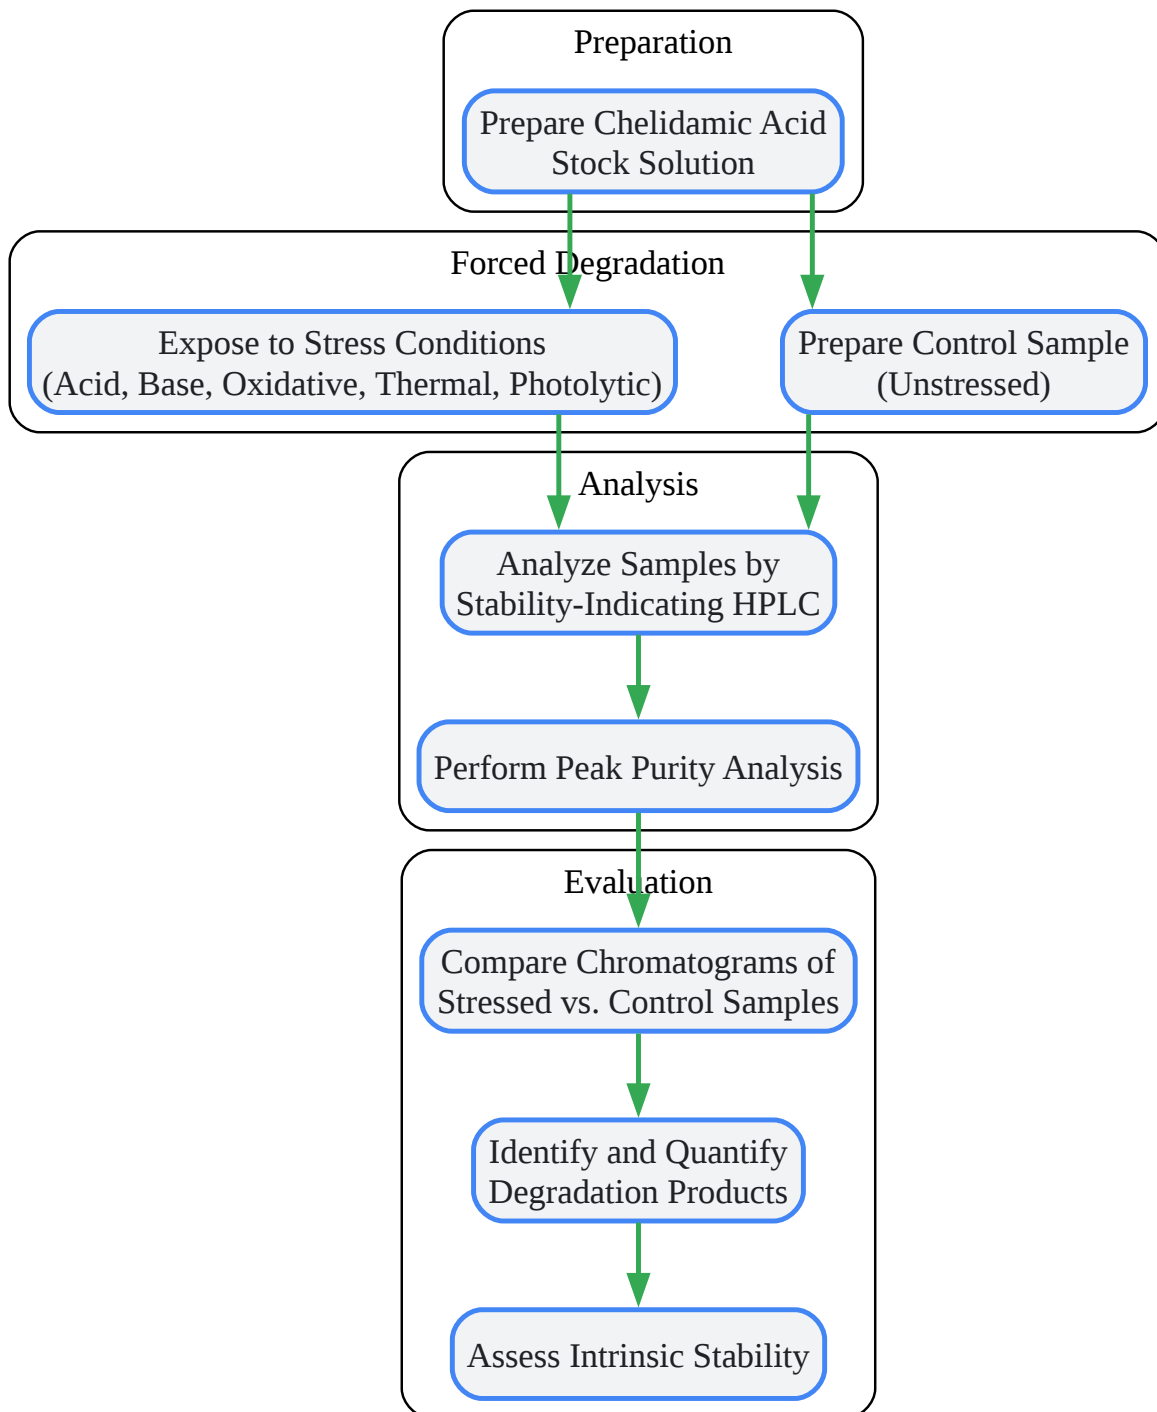 Preparation
Prepare Chelidamic Acid
Stock Solution
Forced Degradation
Expose to Stress Conditions
(Acid, Base, Oxidative, Thermal, Photolytic)
Prepare Control Sample
(Unstressed)
Analysis
Analyze Samples by
Stability-Indicating HPLC
Perform Peak Purity Analysis
Evaluation
Compare Chromatograms of
Stressed vs. Control Samples
Identify and Quantify
Degradation Products
Assess Intrinsic Stability